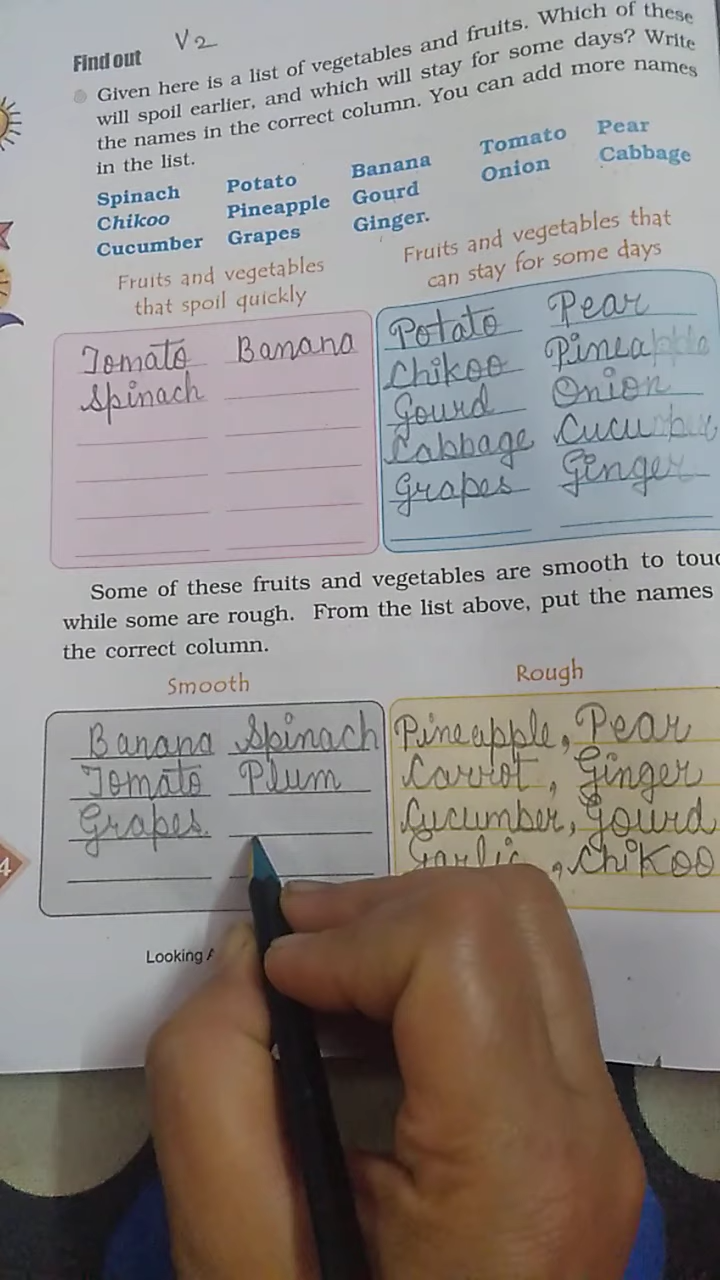 Find out V2
Given here is a list of vegetables and fruits. Which of these
will spoil earlier, and which will stay for some days? Write
the names in the correct column. You can add more names
in the list.
Spinach Potato Banana Tomato Pear
Chikoo Pineapple Gourd Onion Cabbage
Cucumber Grapes Ginger.
Fruits and vegetables
that spoil quickly
Tomato Banana
Spinach
Fruits and vegetables that
can stay for some days
Potato Pear
Chikoo Pineapple
Gourd Onion
Cabbage Cucumber
Grapes Ginger
Some of these fruits and vegetables are smooth to touc
while some are rough. From the list above, put the names
the correct column.
Smooth
Banana Spinach
Tomato Plum
Grapes.
Rough
Pineapple, Pear
Carrot, Ginger
Cucumber, Gourd
Garlic, Chikoo
4
Looking A